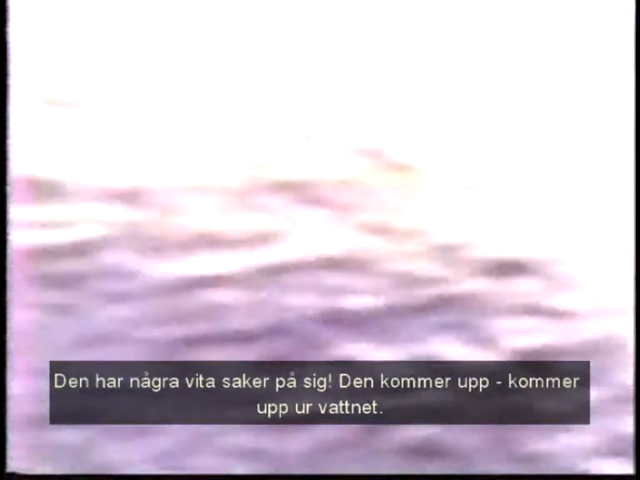 Den har några vita saker på sig! Den kommer upp - kommer
upp ur vattnet.